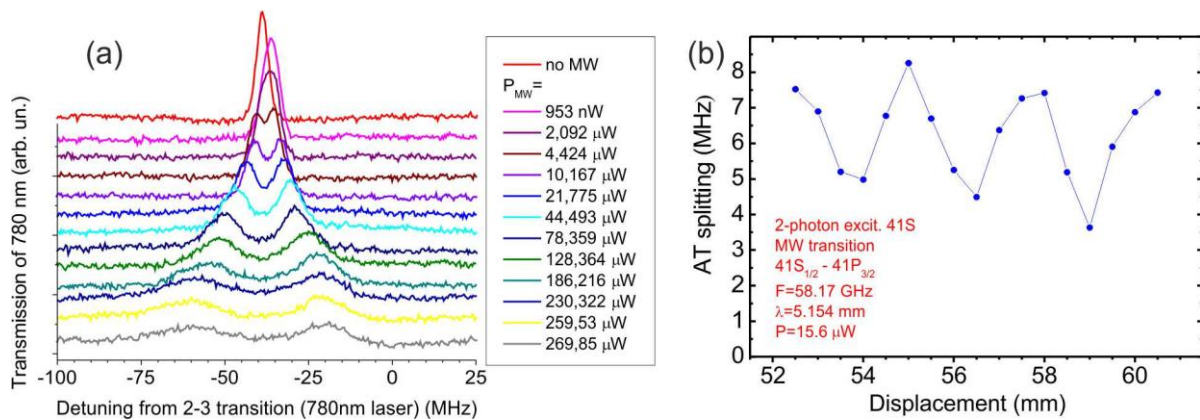 (a)
Transmission of 780 nm (arb. un.)
-100
-75
-50
-25
0
25
Detuning from 2-3 transition (780nm laser) (MHz)
no MW
P_MW=
953 nW
2,092 µW
4,424 µW
10,167 µW
21,775 µW
44,493 µW
78,359 µW
128,364 µW
186,216 µW
230,322 µW
259,53 µW
269,85 µW
(b)
AT splitting (MHz)
8
7
6
5
4
3
2
1
0
2-photon excit. 41S
MW transition
41S1/2 - 41P3/2
F=58.17 GHz
λ=5.154 mm
P=15.6 µW
52
54
56
58
60
Displacement (mm)